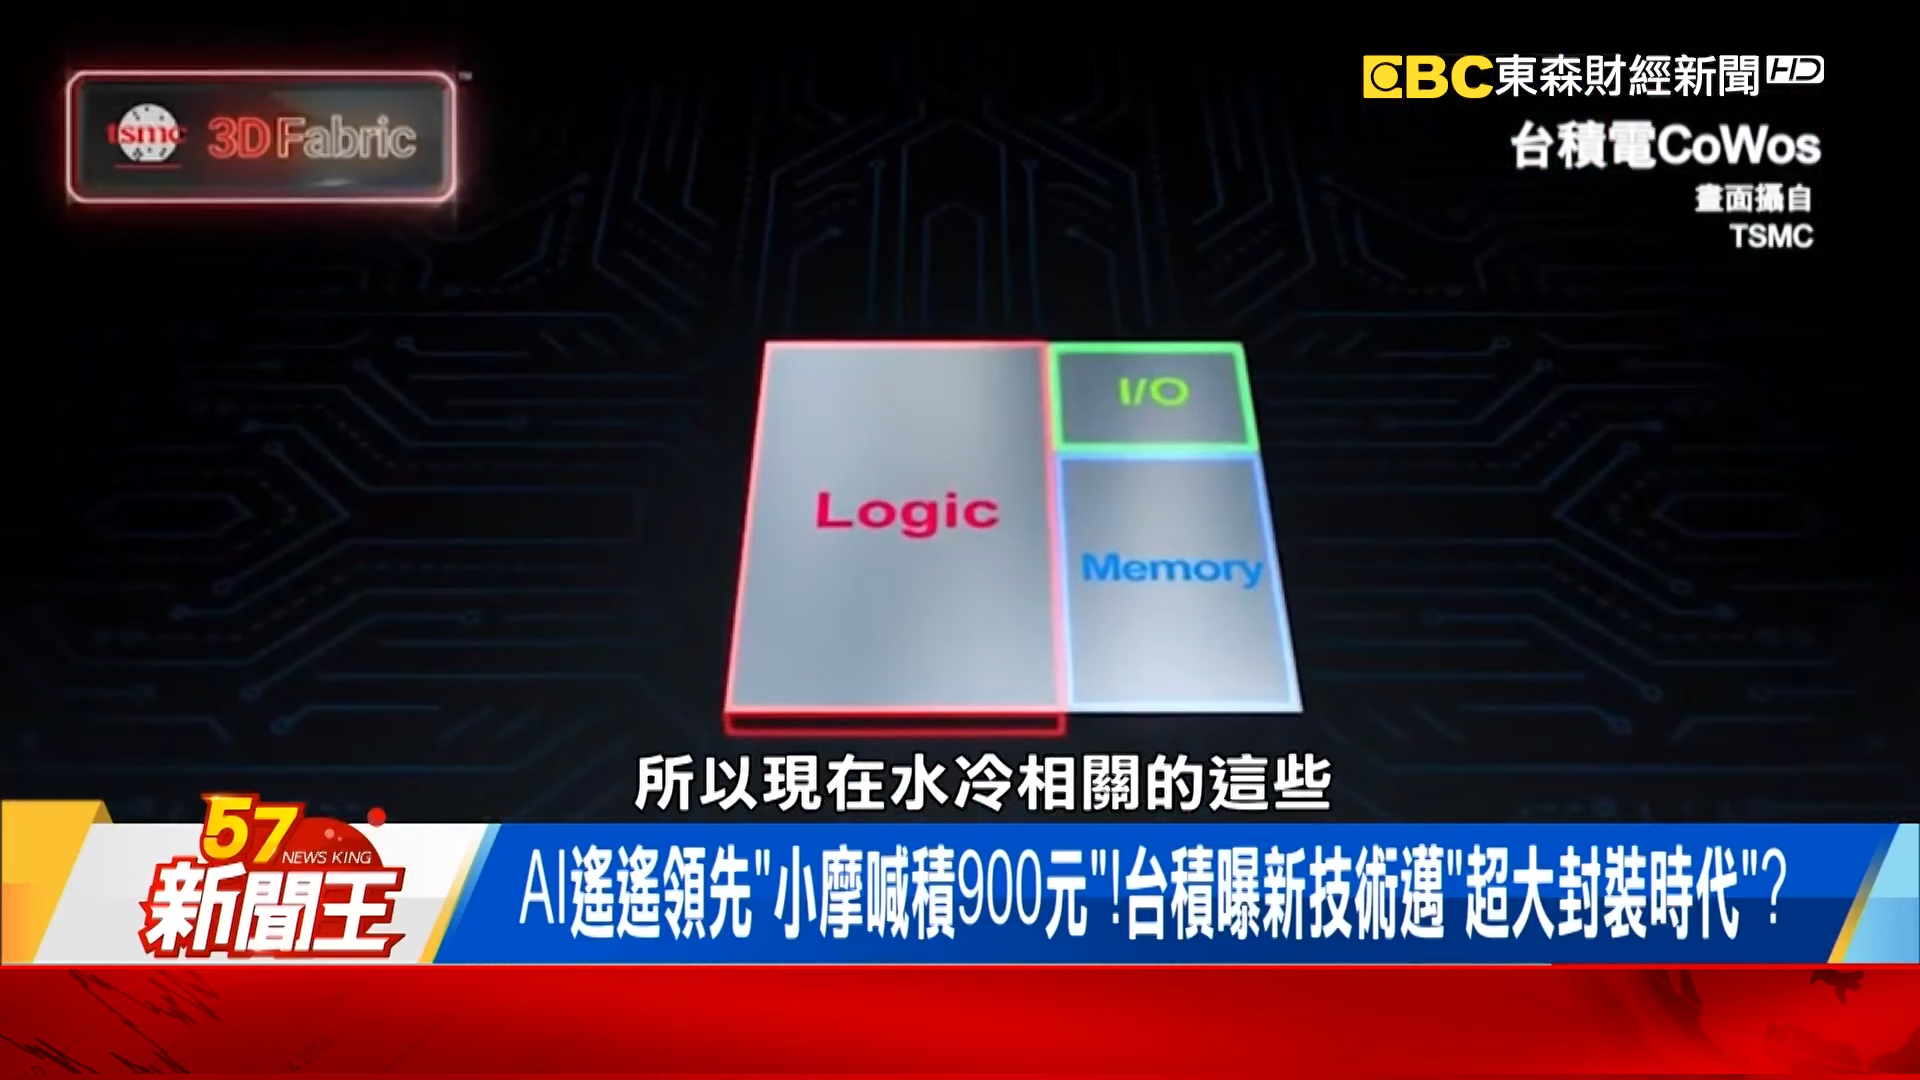 tsmc 3DFabric™
EBC東森財經新聞HD
台積電CoWos
畫面攝自
TSMC
I/O
Logic
Memory
所以現在水冷相關的這些
57
NEWS KING
新聞王
AI遙遙領先"小摩喊積900元"!台積曝新技術邁"超大封裝時代"?